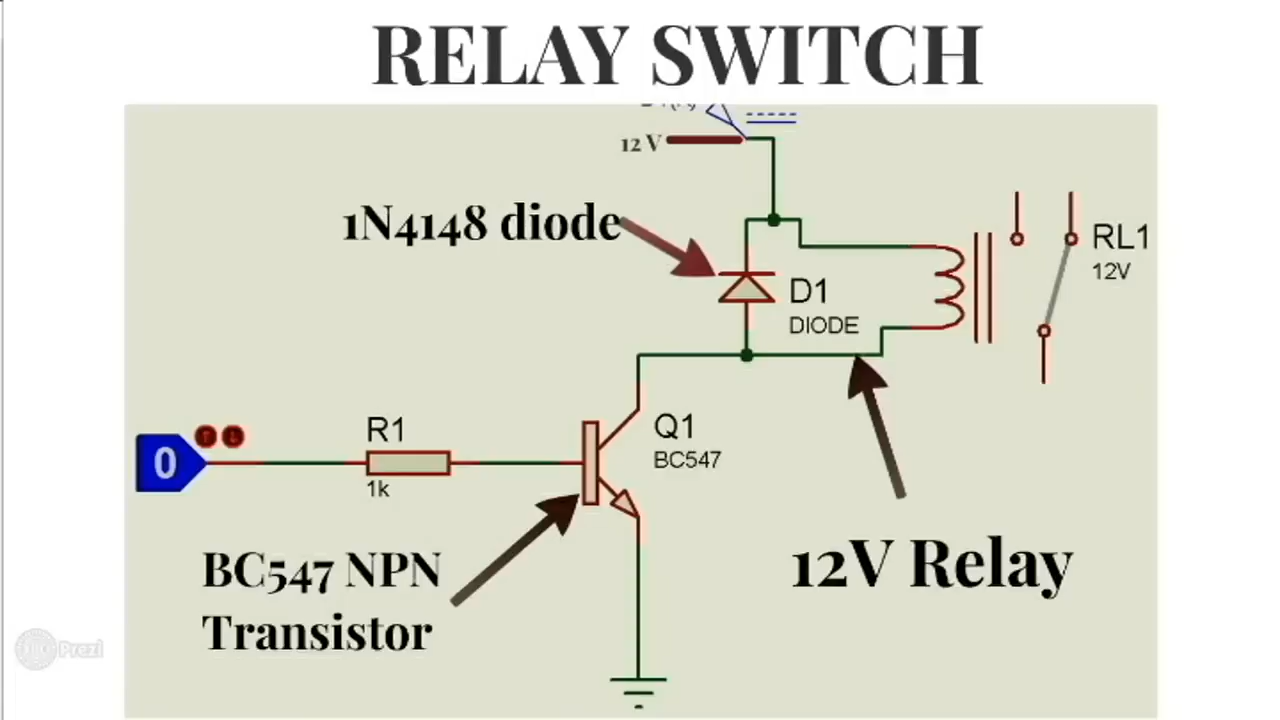 RELAY SWITCH
12 V
1N4148 diode
RL1
12V
D1
DIODE
R1
Q1
BC547
0
1k
12V Relay
BC547 NPN
Transistor
Prezi